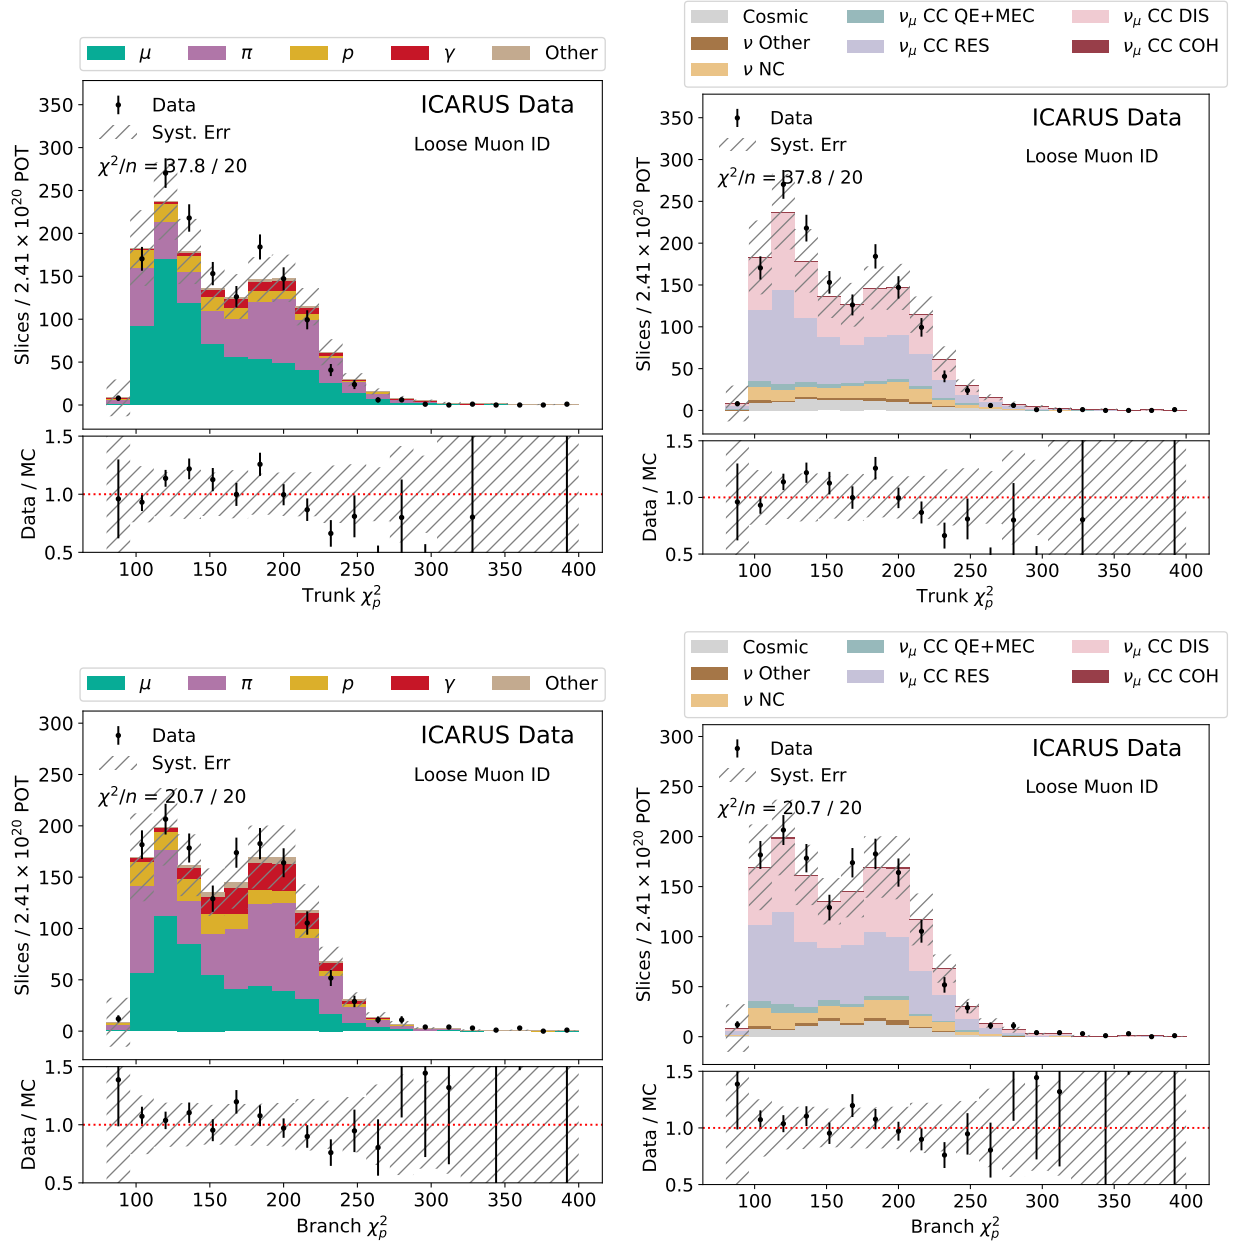 μ π p γ Other
ICARUS Data
Loose Muon ID
Data
Syst. Err
χ²/n = 37.8 / 20
Slices / 2.41 × 10²⁰ POT
350
300
250
200
150
100
50
0
Data / MC
1.5
1.0
0.5
100 150 200 250 300 350 400
Trunk χ²ₚ
Cosmic ν_μ CC QE+MEC ν_μ CC DIS
ν Other ν_μ CC RES ν_μ CC COH
ν NC
ICARUS Data
Loose Muon ID
Data
Syst. Err
χ²/n = 37.8 / 20
Slices / 2.41 × 10²⁰ POT
350
300
250
200
150
100
50
0
Data / MC
1.5
1.0
0.5
100 150 200 250 300 350 400
Trunk χ²ₚ
μ π p γ Other
ICARUS Data
Loose Muon ID
Data
Syst. Err
χ²/n = 20.7 / 20
Slices / 2.41 × 10²⁰ POT
300
250
200
150
100
50
0
Data / MC
1.5
1.0
0.5
100 150 200 250 300 350 400
Branch χ²ₚ
Cosmic ν_μ CC QE+MEC ν_μ CC DIS
ν Other ν_μ CC RES ν_μ CC COH
ν NC
ICARUS Data
Loose Muon ID
Data
Syst. Err
χ²/n = 20.7 / 20
Slices / 2.41 × 10²⁰ POT
300
250
200
150
100
50
0
Data / MC
1.5
1.0
0.5
100 150 200 250 300 350 400
Branch χ²ₚ